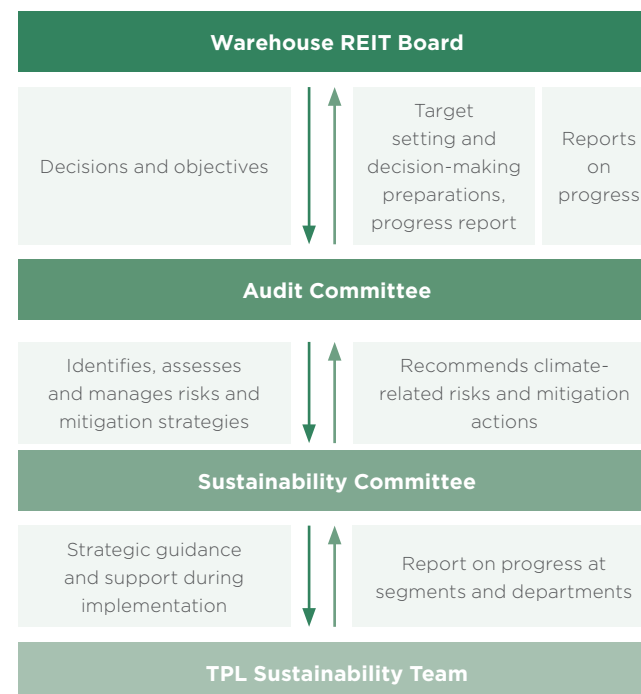 Warehouse REIT Board
Decisions and objectives
Target
setting and
decision-making
preparations,
progress report
Reports
on
progress
Audit Committee
Identifies, assesses
and manages risks and
mitigation strategies
Recommends climate-
related risks and mitigation
actions
Sustainability Committee
Strategic guidance
and support during
implementation
Report on progress at
segments and departments
TPL Sustainability Team